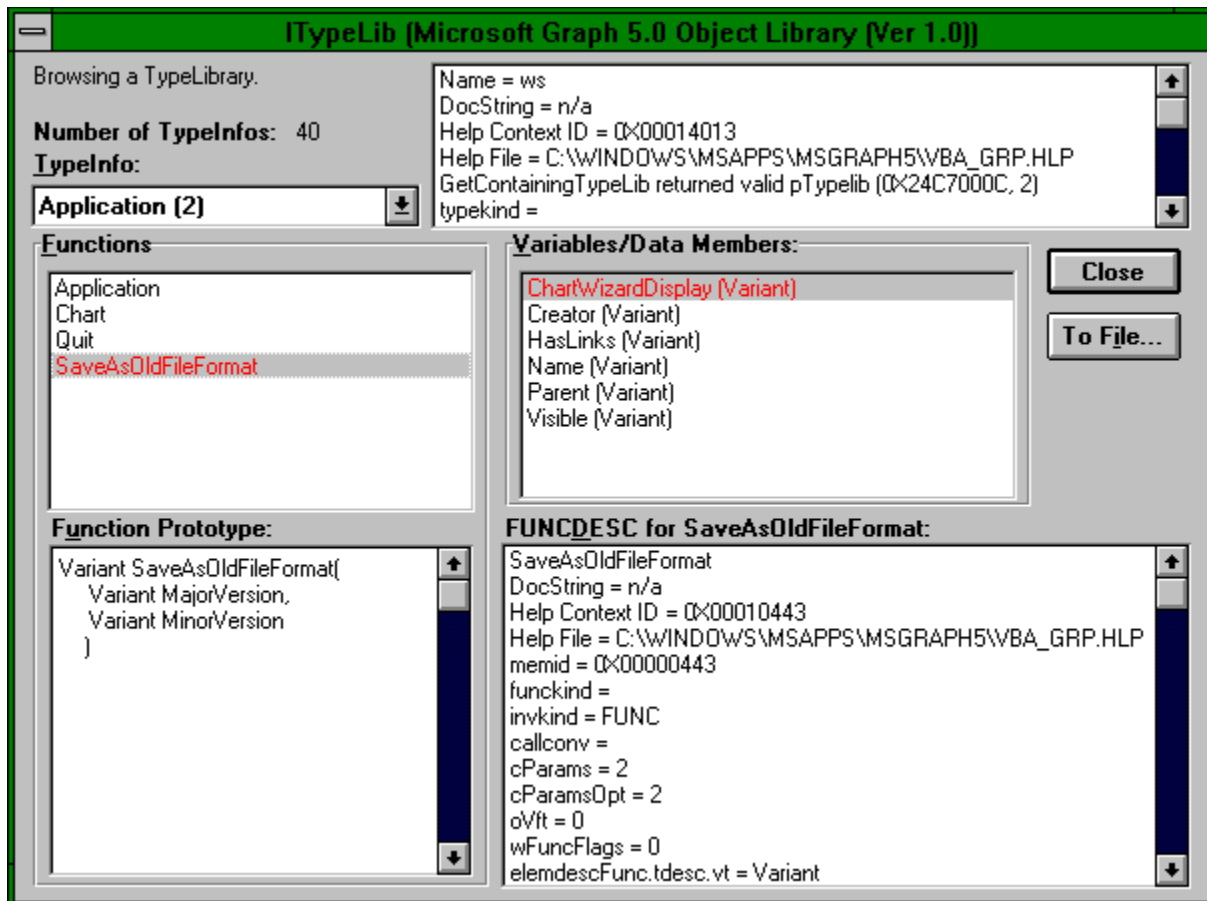 ITypeLib (Microsoft Graph 5.0 Object Library (Ver 1.0))
Browsing a TypeLibrary.
Number of TypeInfos: 40
TypeInfo:
Application (2)
Name = ws
DocString = n/a
Help Context ID = 0X00014013
Help File = C:\WINDOWS\MSAPPS\MSGRAPH5\VBA_GRP.HLP
GetContainingTypeLib returned valid pTypelib (0X24C7000C, 2)
typekind =
Functions
Application
Chart
Quit
SaveAsOldFileFormat
Variables/Data Members:
ChartWizardDisplay (Variant)
Creator (Variant)
HasLinks (Variant)
Name (Variant)
Parent (Variant)
Visible (Variant)
Close
To File...
Function Prototype:
Variant SaveAsOldFileFormat(
Variant MajorVersion,
Variant MinorVersion
)
FUNCDESC for SaveAsOldFileFormat:
SaveAsOldFileFormat
DocString = n/a
Help Context ID = 0X00010443
Help File = C:\WINDOWS\MSAPPS\MSGRAPH5\VBA_GRP.HLP
memid = 0X00000443
funckind =
invkind = FUNC
callconv =
cParams = 2
cParamsOpt = 2
oVft = 0
wFuncFlags = 0
elemdescFunc.tdesc.vt = Variant